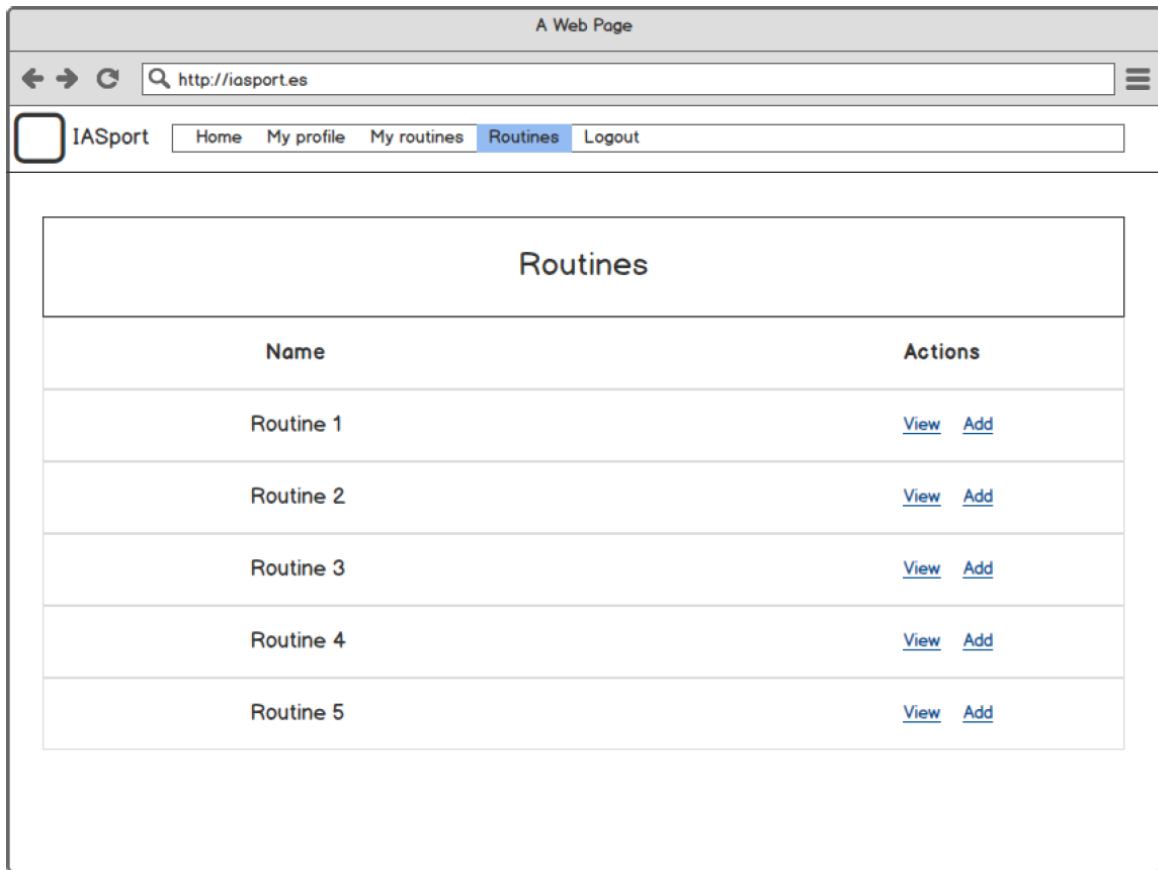 A Web Page
http://iasport.es
IASport Home My profile My routines Routines Logout
Routines
Name Actions
Routine 1 View Add
Routine 2 View Add
Routine 3 View Add
Routine 4 View Add
Routine 5 View Add